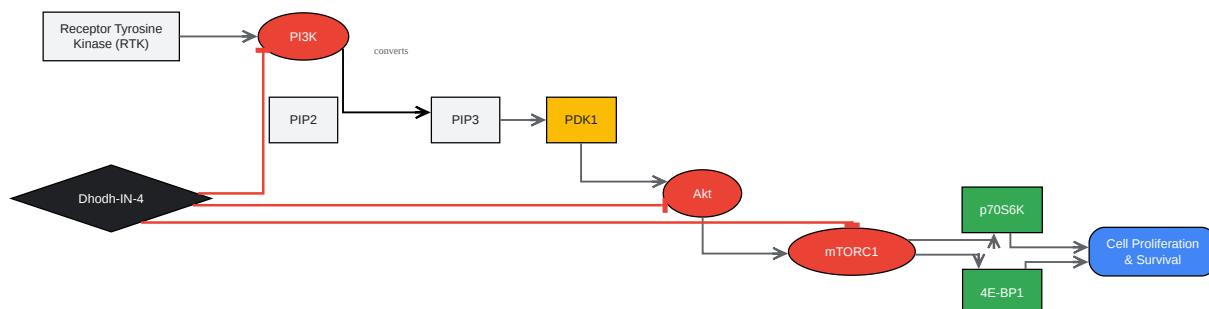 Receptor Tyrosine
Kinase (RTK)
PI3K
converts
PIP2
PIP3
PDK1
Dhodh-IN-4
Akt
p70S6K
mTORC1
Cell Proliferation
& Survival
4E-BP1